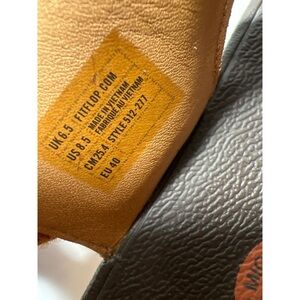 UK 6.5 FITFLOP.COM
US 8.5 MADE IN VIETNAM
FABRIQUÉ AU VIETNAM
CM 25.4 STYLE 512-277
EU 40